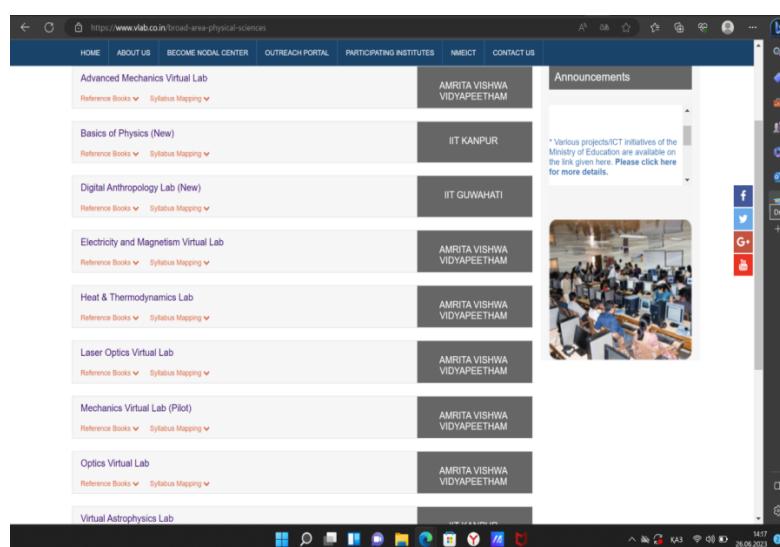 https://www.vlab.co.in/broad-area-physical-sciences
HOME ABOUT US BECOME NODAL CENTER OUTREACH PORTAL PARTICIPATING INSTITUTES NMEICT CONTACT US
Advanced Mechanics Virtual Lab
Reference Books Syllabus Mapping
AMRITA VISHWA
VIDYAPEETHAM
Basics of Physics (New)
Reference Books Syllabus Mapping
IIT KANPUR
Digital Anthropology Lab (New)
Reference Books Syllabus Mapping
IIT GUWAHATI
Electricity and Magnetism Virtual Lab
Reference Books Syllabus Mapping
AMRITA VISHWA
VIDYAPEETHAM
Heat & Thermodynamics Lab
Reference Books Syllabus Mapping
AMRITA VISHWA
VIDYAPEETHAM
Laser Optics Virtual Lab
Reference Books Syllabus Mapping
AMRITA VISHWA
VIDYAPEETHAM
Mechanics Virtual Lab (Pilot)
Reference Books Syllabus Mapping
AMRITA VISHWA
VIDYAPEETHAM
Optics Virtual Lab
Reference Books Syllabus Mapping
AMRITA VISHWA
VIDYAPEETHAM
Virtual Astrophysics Lab
IIT KANPUR
Announcements
* Various projects/ICT initiatives of the
Ministry of Education are available on
the link given here. Please click here
for more details.
ҚАЗ
14:17
26.06.2023